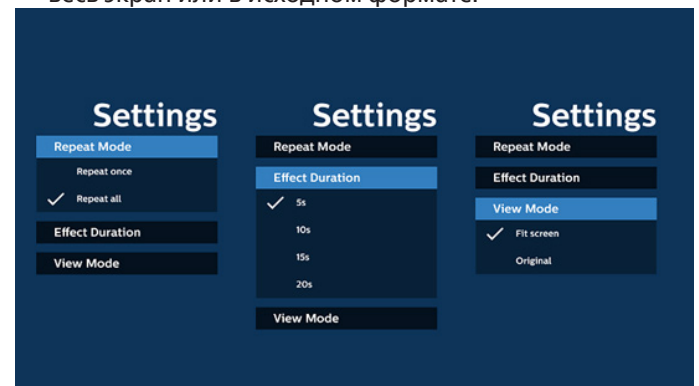 весь экран или в исходном формате.
Settings
Repeat Mode
Repeat once
Repeat all
Effect Duration
View Mode
Settings
Repeat Mode
Effect Duration
5s
10s
15s
20s
View Mode
Settings
Repeat Mode
Effect Duration
View Mode
Fit screen
Original